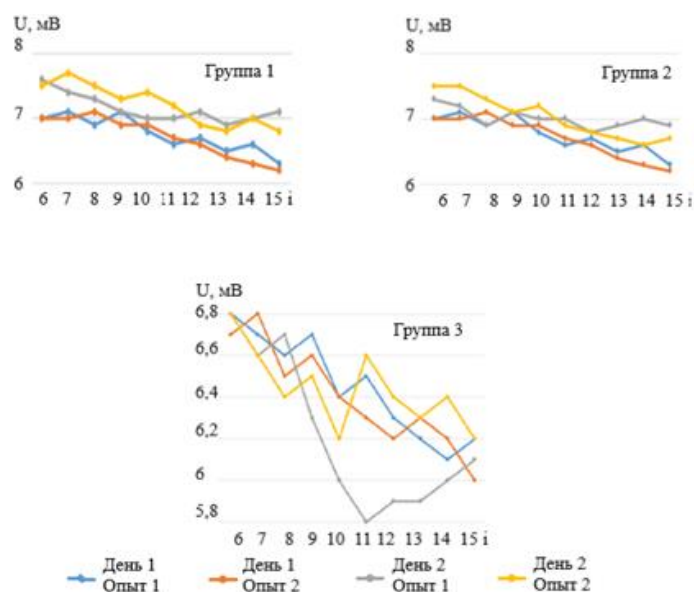 U, мВ
8
7
6
Группа 1
6 7 8 9 10 11 12 13 14 15 i
U, мВ
8
7
6
Группа 2
6 7 8 9 10 11 12 13 14 15 i
U, мВ
6,8
6,6
6,4
6,2
6
5,8
Группа 3
6 7 8 9 10 11 12 13 14 15 i
День 1
Опыт 1
День 1
Опыт 2
День 2
Опыт 1
День 2
Опыт 2